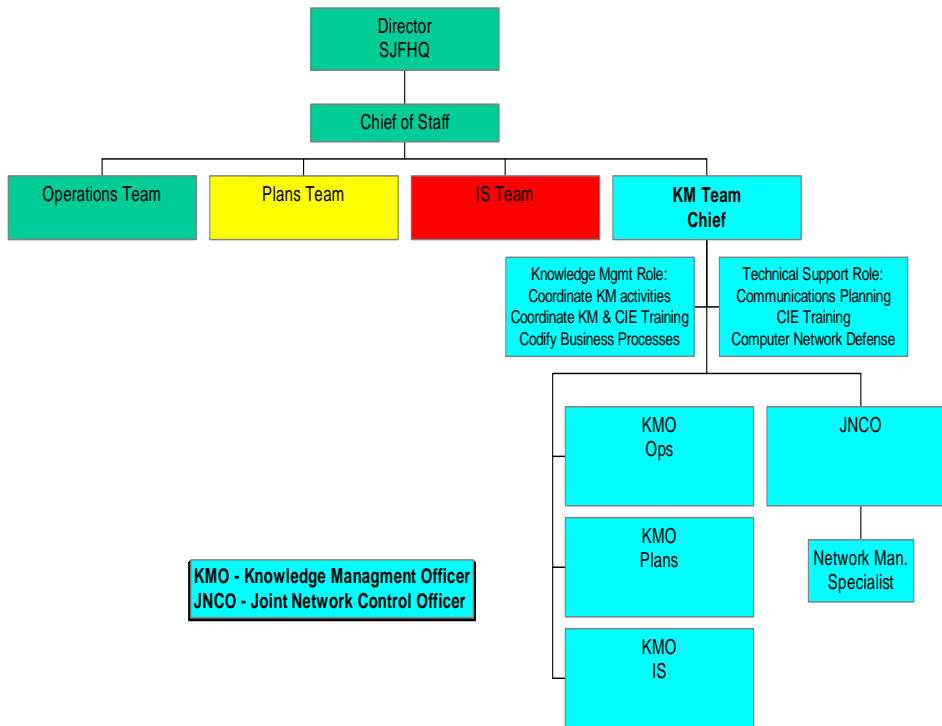 Director
SJFHQ
Chief of Staff
Operations Team
Plans Team
IS Team
KM Team
Chief
Knowledge Mgmt Role:
Coordinate KM activities
Coordinate KM & CIE Training
Codify Business Processes
Technical Support Role:
Communications Planning
CIE Training
Computer Network Defense
KMO
Ops
JNCO
KMO
Plans
Network Man.
Specialist
KMO - Knowledge Managment Officer
JNCO - Joint Network Control Officer
KMO
IS